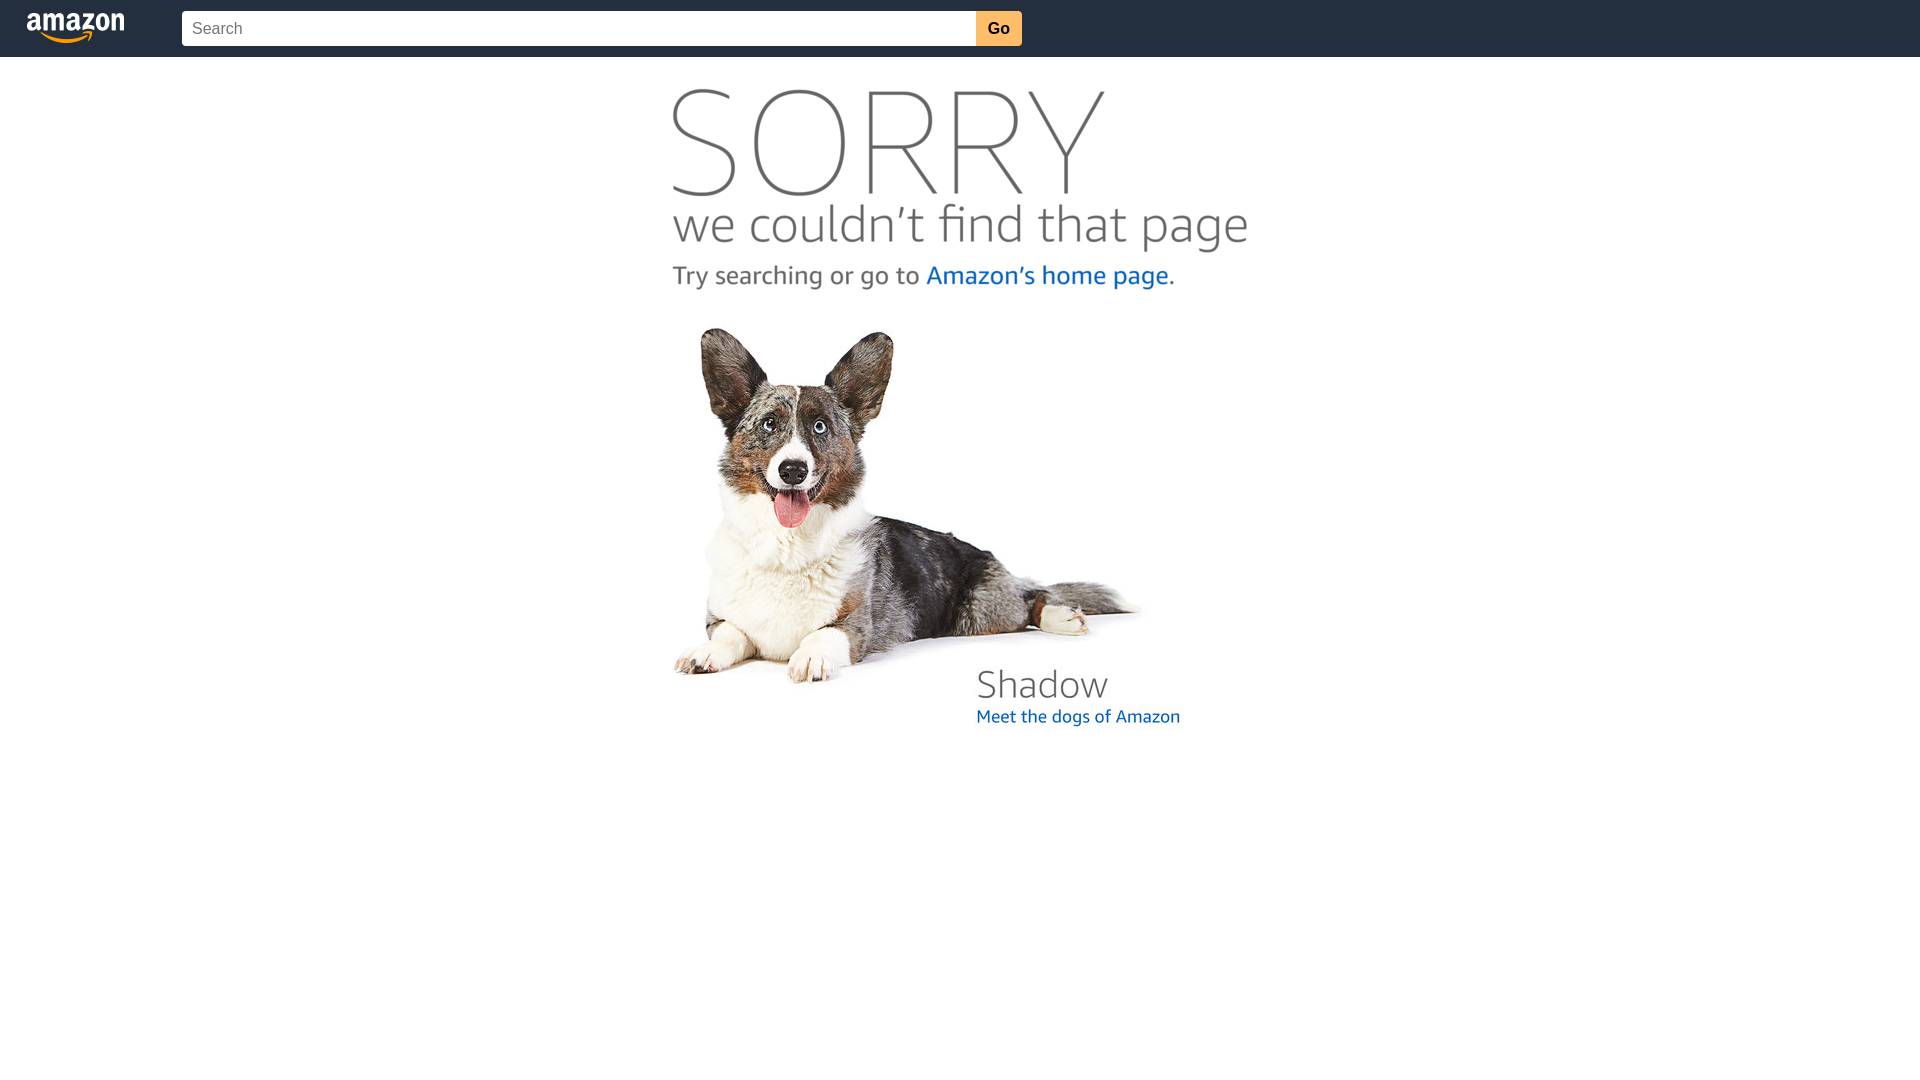 amazon
Search
Go
SORRY
we couldn't find that page
Try searching or go to Amazon's home page.
Shadow
Meet the dogs of Amazon